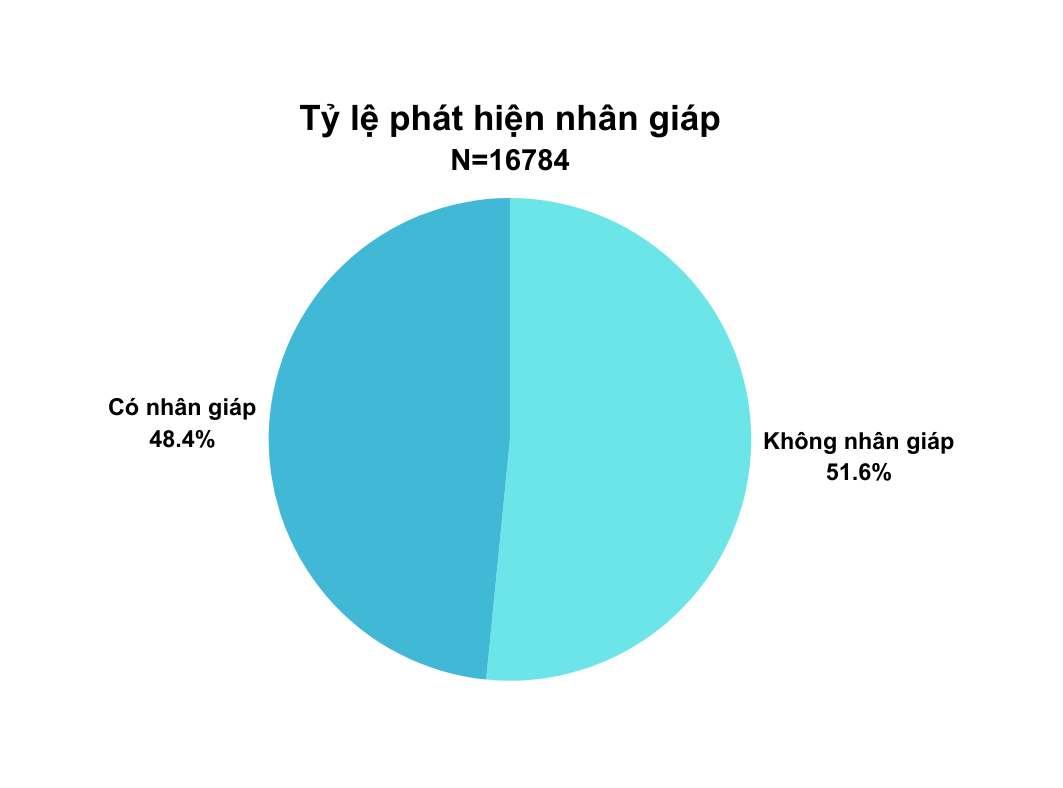 Tỷ lệ phát hiện nhân giáp
N=16784
Có nhân giáp
48.4%
Không nhân giáp
51.6%